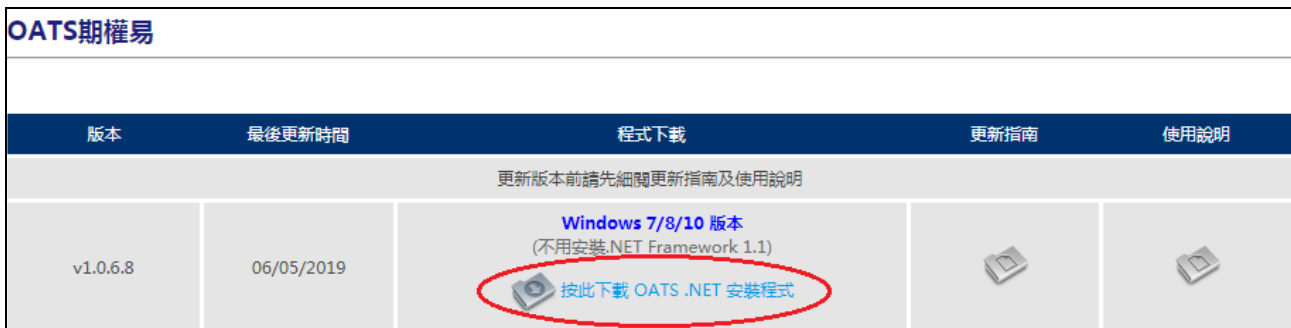 OATS期權易
版本 最後更新時間 程式下載 更新指南 使用說明
更新版本前請先細閱更新指南及使用說明
Windows 7/8/10 版本
(不用安裝.NET Framework 1.1)
v1.0.6.8 06/05/2019
按此下載 OATS .NET 安裝程式